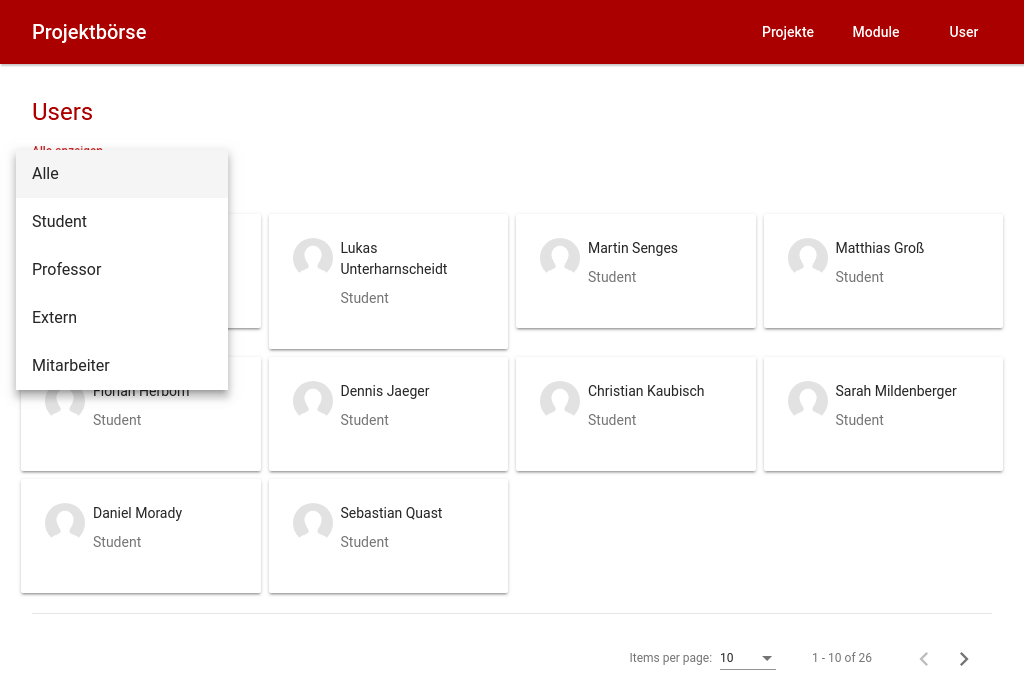 Projektbörse
Projekte
Module
User
Users
Alle anzeigen
Alle
Student
Professor
Extern
Mitarbeiter
Lukas
Unterharnscheidt
Student
Martin Senges
Student
Matthias Groß
Student
Florian Herborn
Student
Dennis Jaeger
Student
Christian Kaubisch
Student
Sarah Mildenberger
Student
Daniel Morady
Student
Sebastian Quast
Student
Items per page: 10
1 - 10 of 26